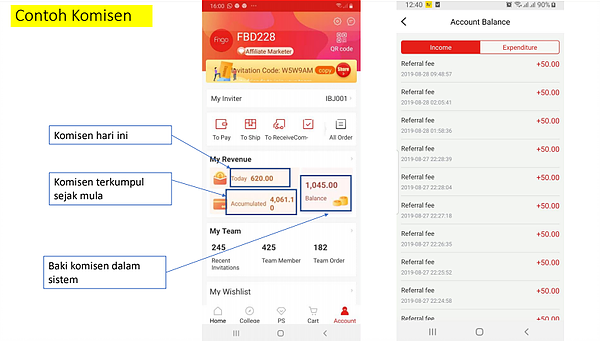 Contoh Komisen
Komisen hari ini
Komisen terkumpul
sejak mula
Baki komisen dalam
sistem
16:00
90%
Frigo
FBD228
Affiliate Marketer
QR code
Invitation Code: W5W9AM
copy
Share
My Inviter
IBJ001
To Pay
To Ship
To ReceiveCom-
All Order
My Revenue
Today 620.00
Accumulated 4,061.1
0
1,045.00
Balance
My Team
245
425
182
Recent
Invitations
Team Member
Team Order
My Wishlist
Home
College
PS
Cart
Account
12:40
90%
Account Balance
Income
Expenditure
Referral fee
+50.00
2019-08-28 09:48:57
Referral fee
+50.00
2019-08-28 02:05:41
Referral fee
+50.00
2019-08-28 01:58:36
Referral fee
+50.00
2019-08-27 22:28:39
Referral fee
+50.00
2019-08-27 22:28:04
Referral fee
+50.00
2019-08-27 22:27:18
Referral fee
+50.00
2019-08-27 22:26:35
Referral fee
+50.00
2019-08-27 22:25:52
Referral fee
+50.00
2019-08-27 22:24:58
Referral fee
+50.00